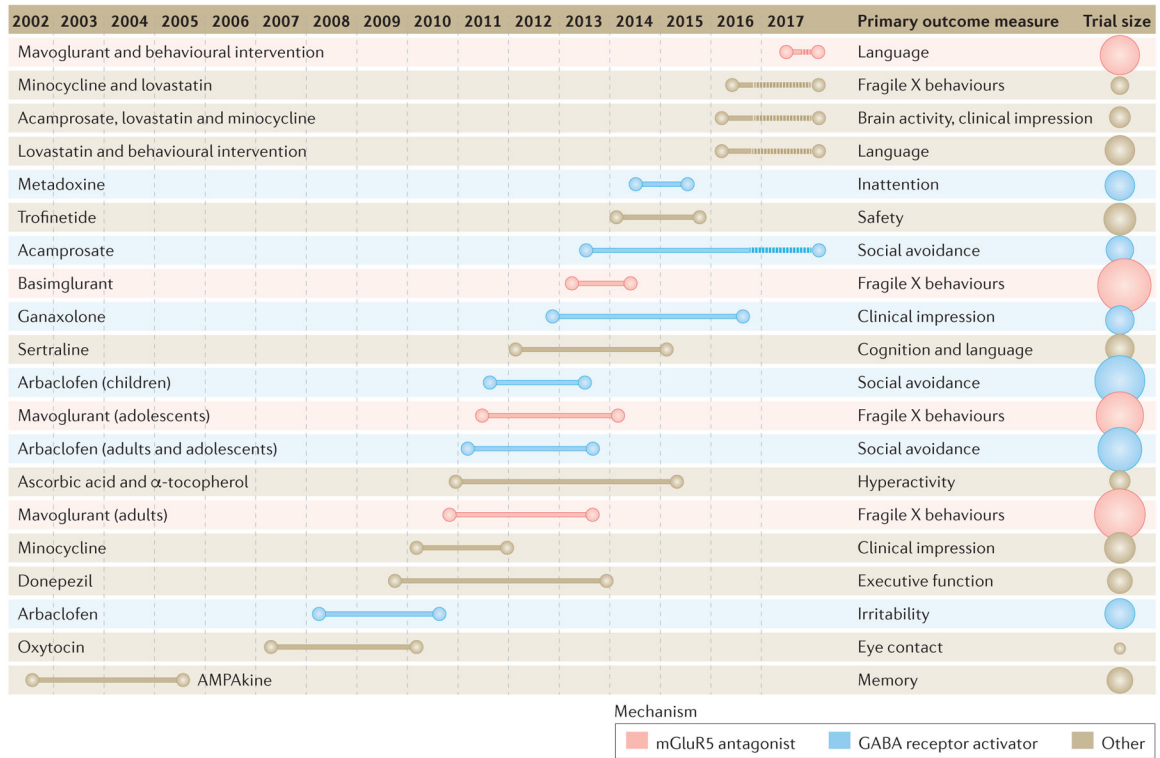 2002 2003 2004 2005 2006 2007 2008 2009 2010 2011 2012 2013 2014 2015 2016 2017 Primary outcome measure Trial size
Mavoglurant and behavioural intervention Language
Minocycline and lovastatin Fragile X behaviours
Acamprosate, lovastatin and minocycline Brain activity, clinical impression
Lovastatin and behavioural intervention Language
Metadoxine Inattention
Trofinetide Safety
Acamprosate Social avoidance
Basimglurant Fragile X behaviours
Ganaxolone Clinical impression
Sertraline Cognition and language
Arbaclofen (children) Social avoidance
Mavoglurant (adolescents) Fragile X behaviours
Arbaclofen (adults and adolescents) Social avoidance
Ascorbic acid and α-tocopherol Hyperactivity
Mavoglurant (adults) Fragile X behaviours
Minocycline Clinical impression
Donepezil Executive function
Arbaclofen Irritability
Oxytocin Eye contact
AMPAkine Memory
Mechanism
mGluR5 antagonist GABA receptor activator Other